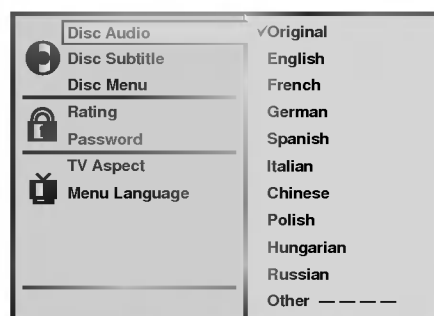 Disc Audio
Disc Subtitle
Disc Menu
Rating
Password
TV Aspect
Menu Language
✓Original
English
French
German
Spanish
Italian
Chinese
Polish
Hungarian
Russian
Other — — — —